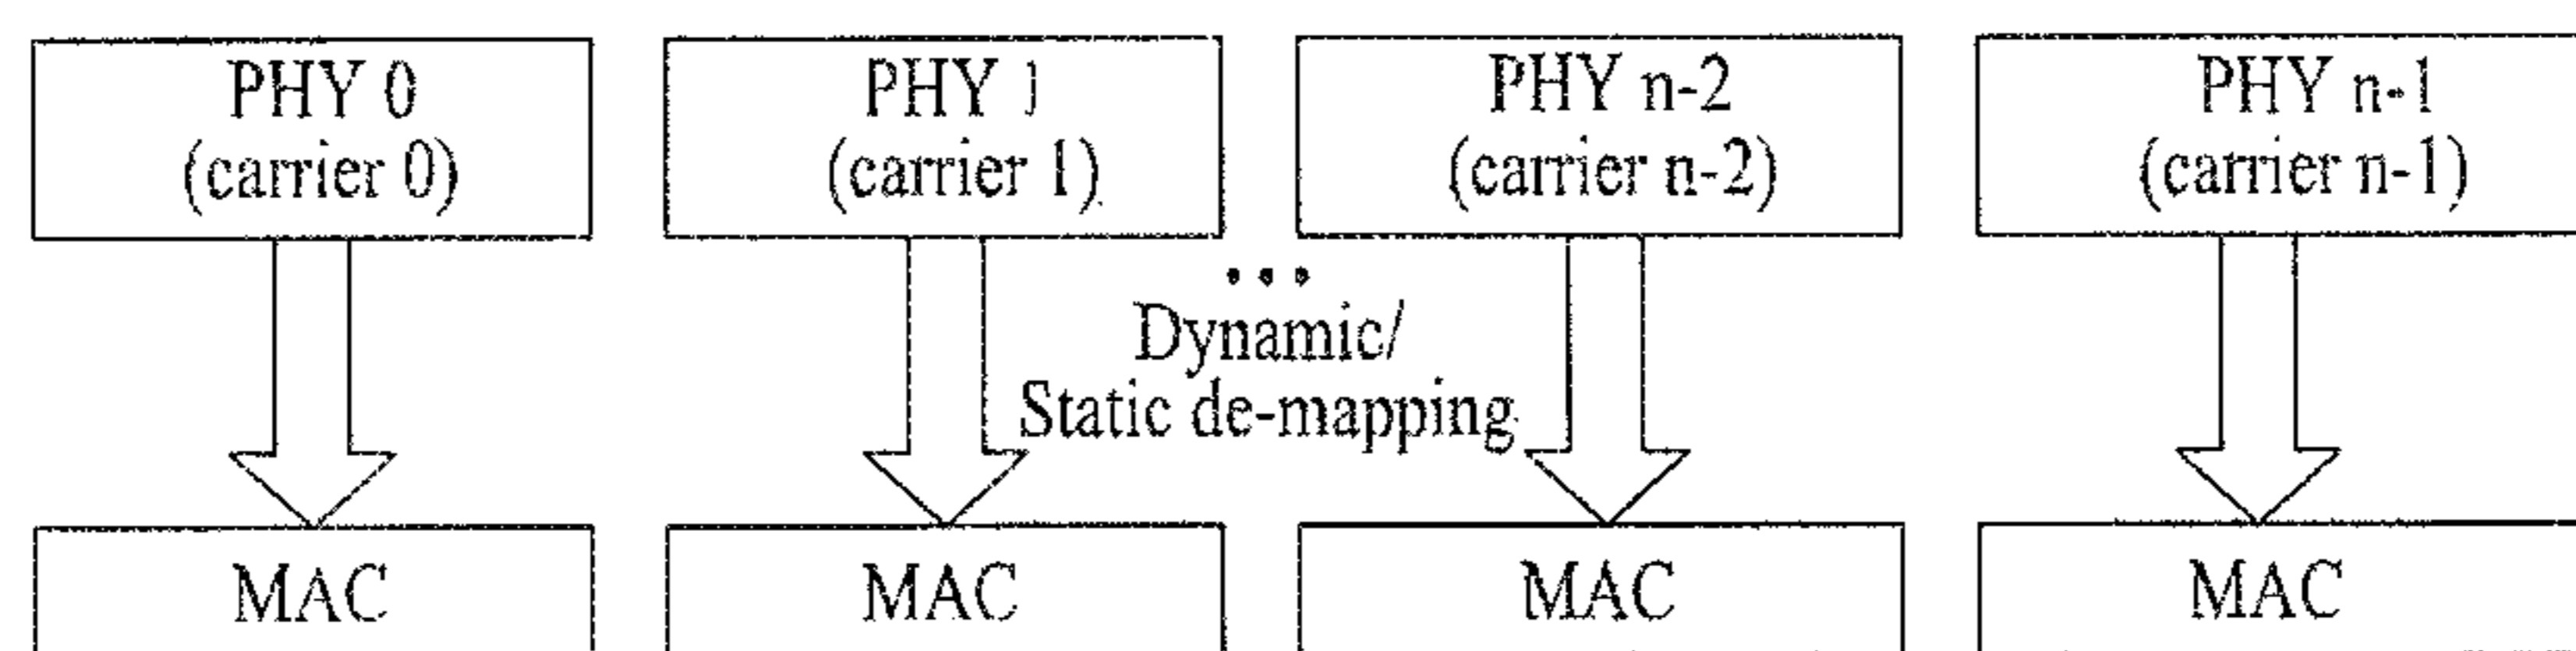 PHY 0
(carrier 0)
PHY 1
(carrier 1)
PHY n-2
(carrier n-2)
PHY n-1
(carrier n-1)
• • •
Dynamic/
Static de-mapping
MAC
MAC
MAC
MAC